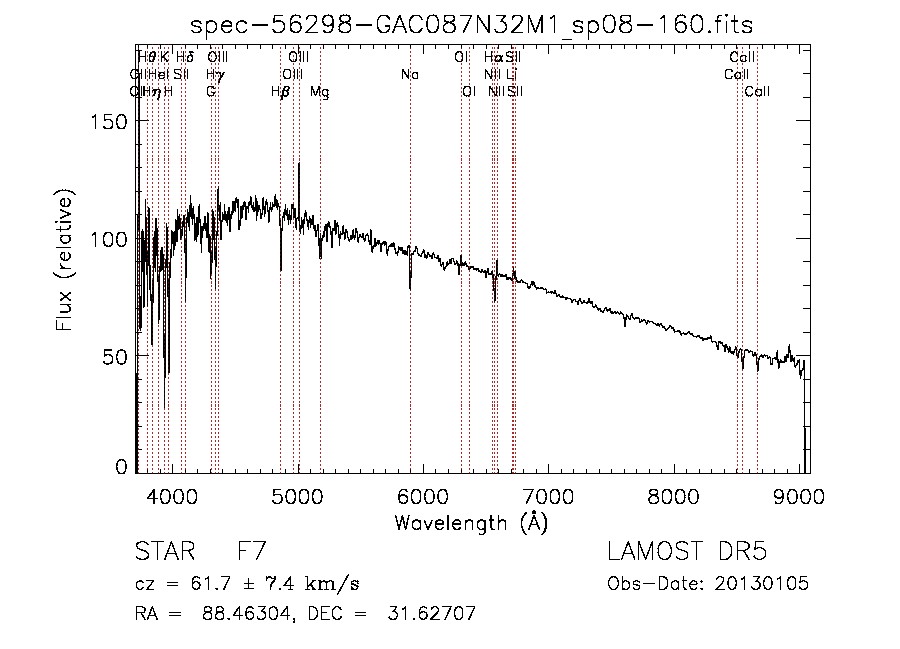 spec-56298-GAC087N32M1_sp08-160.fits
Hθ K Hδ OIII OIII OI Hα SII CaII
HeI SII Hγ OIII Na NII Li CaII
Hη H G Hβ Mg OI NII SII CaII
150
100
50
0
Flux (relative)
4000 5000 6000 7000 8000 9000
Wavelength (Å)
STAR F7 LAMOST DR5
cz = 61.7 ± 7.4 km/s Obs-Date: 20130105
RA = 88.46304, DEC = 31.62707